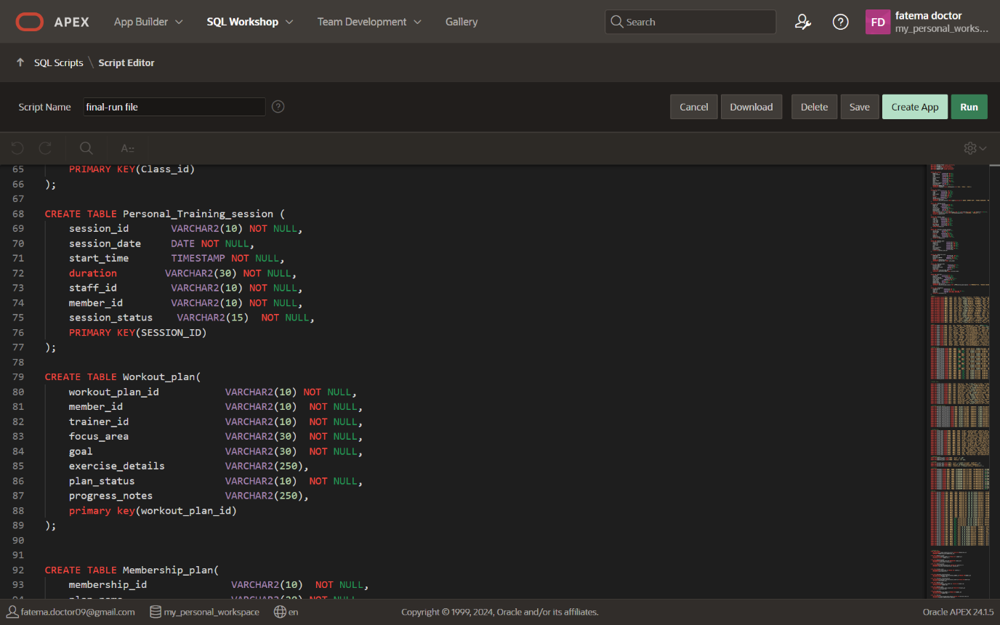 APEX App Builder SQL Workshop Team Development Gallery Search FD fatema doctor
my_personal_works...
SQL Scripts \ Script Editor
Script Name final-run file Cancel Download Delete Save Create App Run
A::
65 PRIMARY KEY(Class_id)
66 );
67
68 CREATE TABLE Personal_Training_session (
69 session_id VARCHAR2(10) NOT NULL,
70 session_date DATE NOT NULL,
71 start_time TIMESTAMP NOT NULL,
72 duration VARCHAR2(30) NOT NULL,
73 staff_id VARCHAR2(10) NOT NULL,
74 member_id VARCHAR2(10) NOT NULL,
75 session_status VARCHAR2(15) NOT NULL,
76 PRIMARY KEY(SESSION_ID)
77 );
78
79 CREATE TABLE Workout_plan(
80 workout_plan_id VARCHAR2(10) NOT NULL,
81 member_id VARCHAR2(10) NOT NULL,
82 trainer_id VARCHAR2(10) NOT NULL,
83 focus_area VARCHAR2(30) NOT NULL,
84 goal VARCHAR2(30) NOT NULL,
85 exercise_details VARCHAR2(250),
86 plan_status VARCHAR2(10) NOT NULL,
87 progress_notes VARCHAR2(250),
88 primary key(workout_plan_id)
89 );
90
91
92 CREATE TABLE Membership_plan(
93 membership_id VARCHAR2(10) NOT NULL,
fatema.doctor09@gmail.com my_personal_workspace en Copyright © 1999, 2024, Oracle and/or its affiliates. Oracle APEX 24.1.5